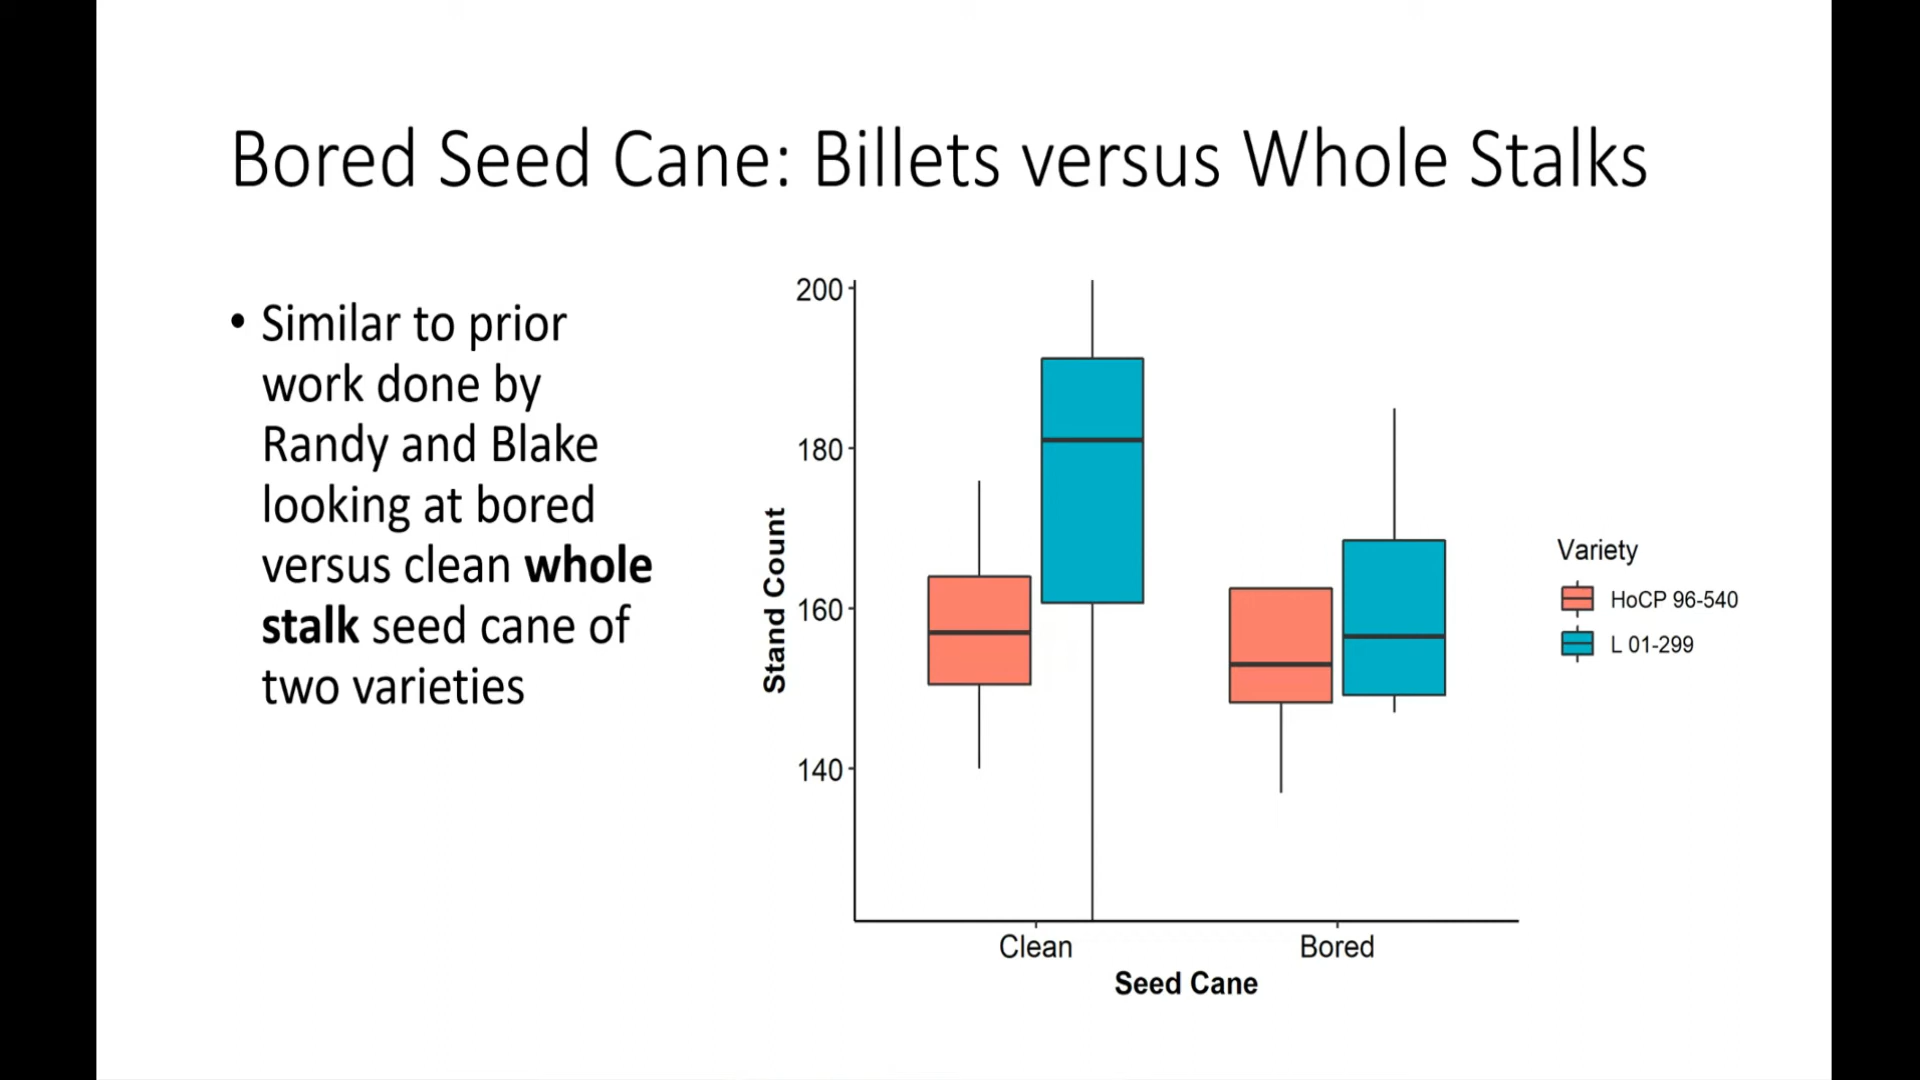 Bored Seed Cane: Billets versus Whole Stalks
• Similar to prior
work done by
Randy and Blake
looking at bored
versus clean whole
stalk seed cane of
two varieties
Stand Count
200
180
160
140
Clean
Bored
Seed Cane
Variety
HoCP 96-540
L 01-299